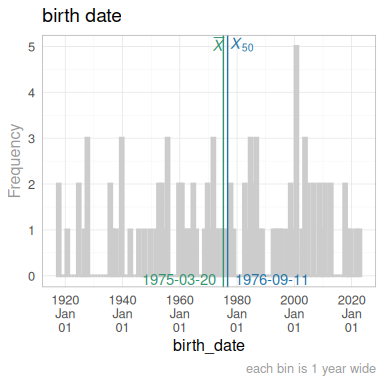 birth date
X̅ X₅₀
5
4
3
2
1
0
Frequency
1975-03-20 1976-09-11
1920 1940 1960 1980 2000 2020
Jan Jan Jan Jan Jan Jan
01 01 01 01 01 01
birth_date
each bin is 1 year wide